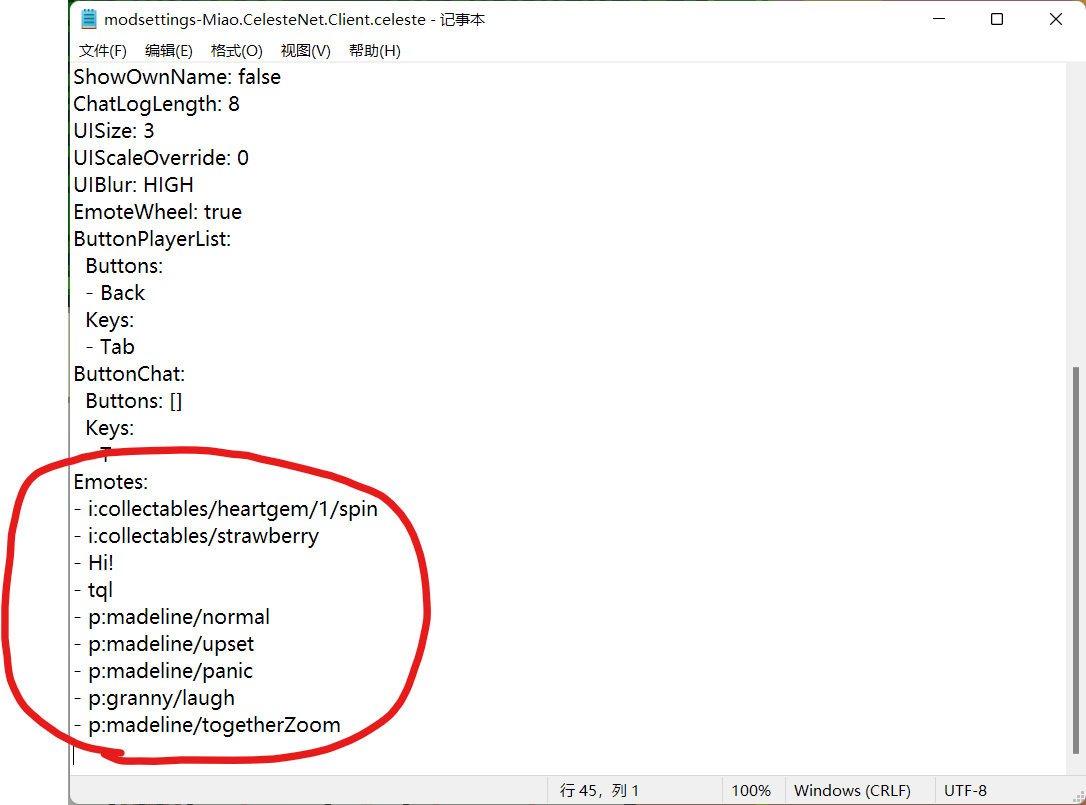 modsettings-Miao.CelesteNet.Client.celeste - 记事本
文件(F) 编辑(E) 格式(O) 视图(V) 帮助(H)
ShowOwnName: false
ChatLogLength: 8
UISize: 3
UIScaleOverride: 0
UIBlur: HIGH
EmoteWheel: true
ButtonPlayerList:
Buttons:
- Back
Keys:
- Tab
ButtonChat:
Buttons: []
Keys:
- T
Emotes:
- i:collectables/heartgem/1/spin
- i:collectables/strawberry
- Hi!
- tql
- p:madeline/normal
- p:madeline/upset
- p:madeline/panic
- p:granny/laugh
- p:madeline/togetherZoom
行 45，列 1 100% Windows (CRLF) UTF-8